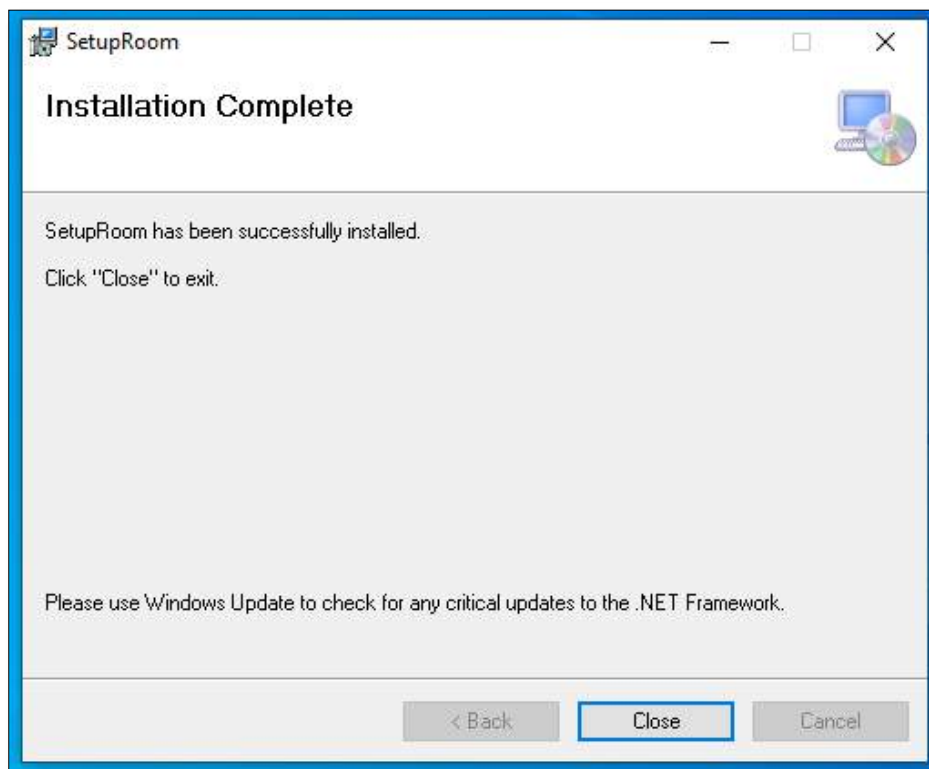 SetupRoom
Installation Complete
SetupRoom has been successfully installed.
Click "Close" to exit.
Please use Windows Update to check for any critical updates to the .NET Framework.
< Back
Close
Cancel